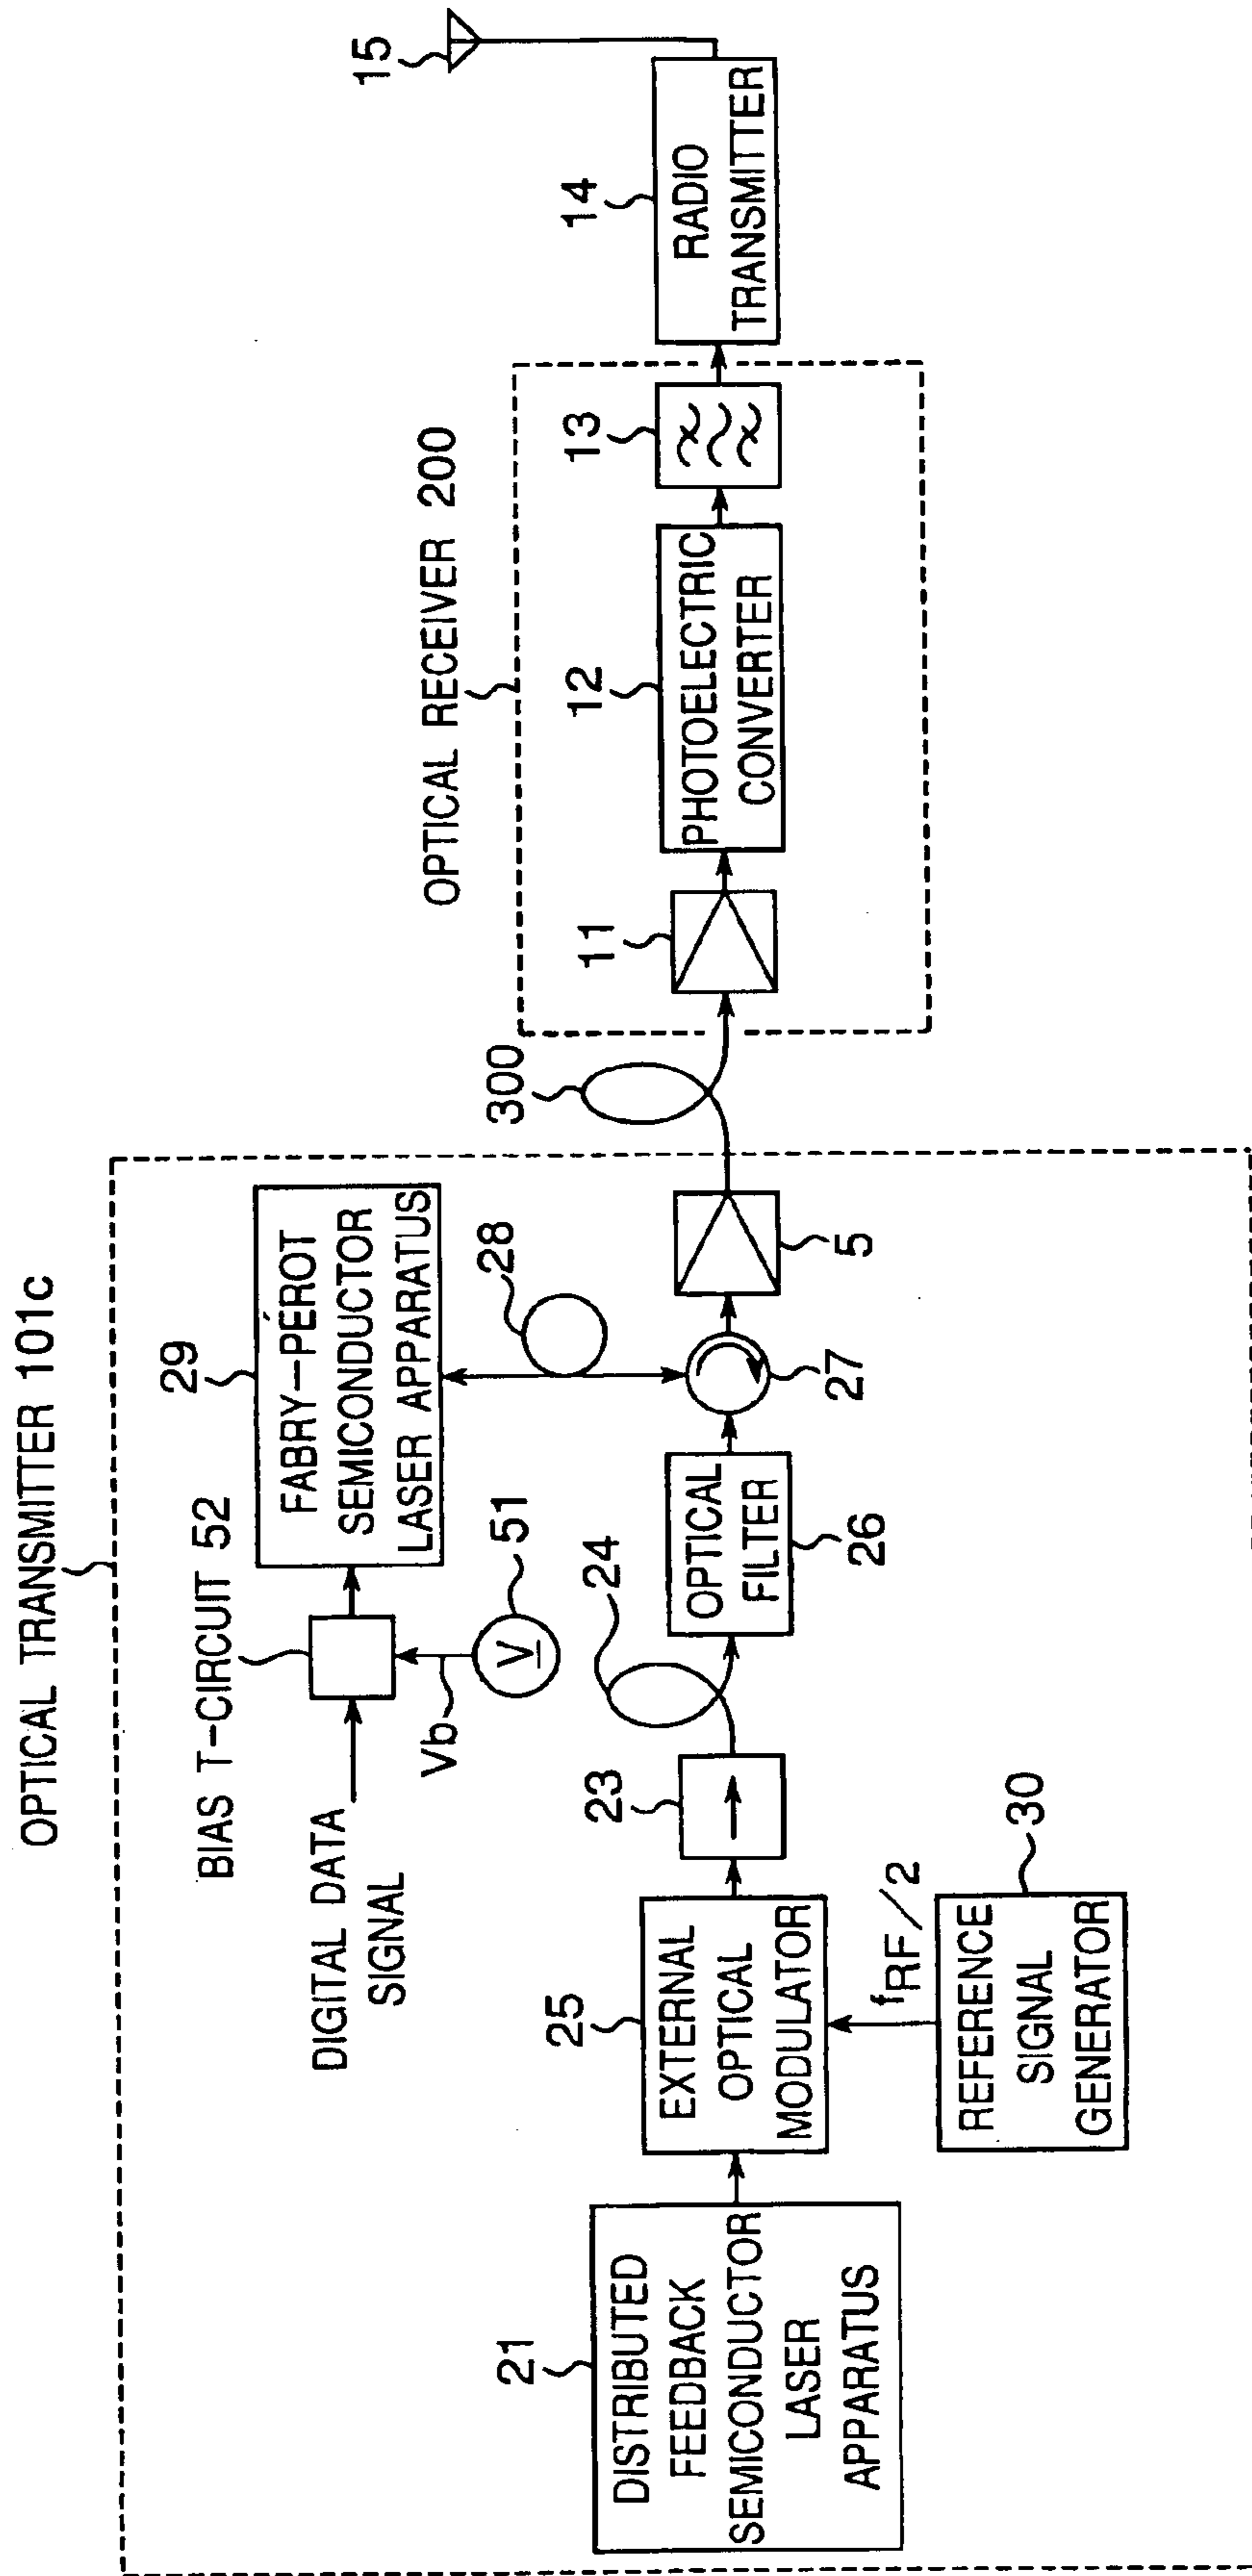 OPTICAL TRANSMITTER 101c
BIAS T-CIRCUIT 52
29
FABRY-PÉROT
SEMICONDUCTOR
LASER APPARATUS
DIGITAL DATA
SIGNAL
Vb
V
51
28
21
DISTRIBUTED
FEEDBACK
SEMICONDUCTOR
LASER
APPARATUS
25
EXTERNAL
OPTICAL
MODULATOR
fRF/2
30
REFERENCE
SIGNAL
GENERATOR
23
24
OPTICAL
FILTER
26
27
5
300
OPTICAL RECEIVER 200
11
12
PHOTOELECTRIC
CONVERTER
13
14
RADIO
TRANSMITTER
15